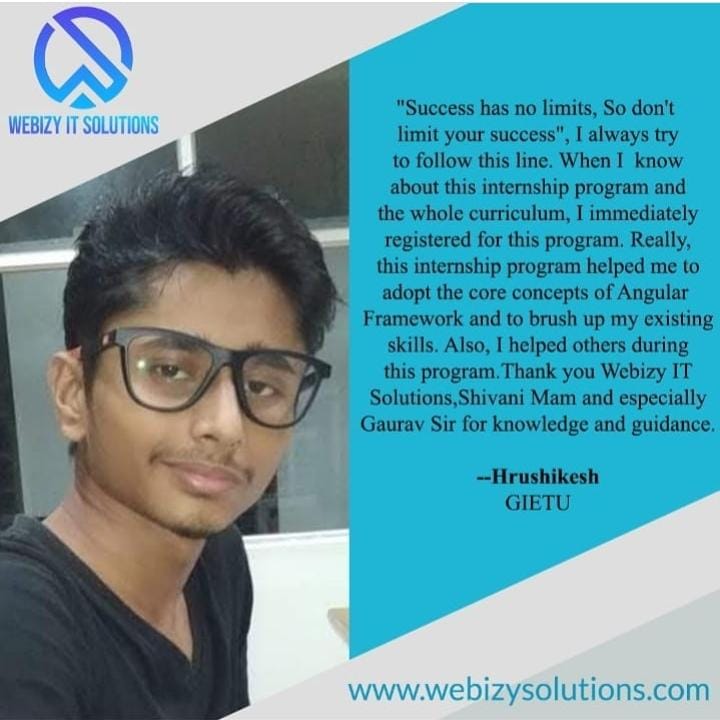 WEBIZY IT SOLUTIONS
"Success has no limits, So don't
limit your success", I always try
to follow this line. When I  know
about this internship program and
the whole curriculum, I immediately
registered for this program. Really,
this internship program helped me to
adopt the core concepts of Angular
Framework and to brush up my existing
skills. Also, I helped others during
this program.Thank you Webizy IT
Solutions,Shivani Mam and especially
Gaurav Sir for knowledge and guidance.
--Hrushikesh
GIETU
www.webizysolutions.com